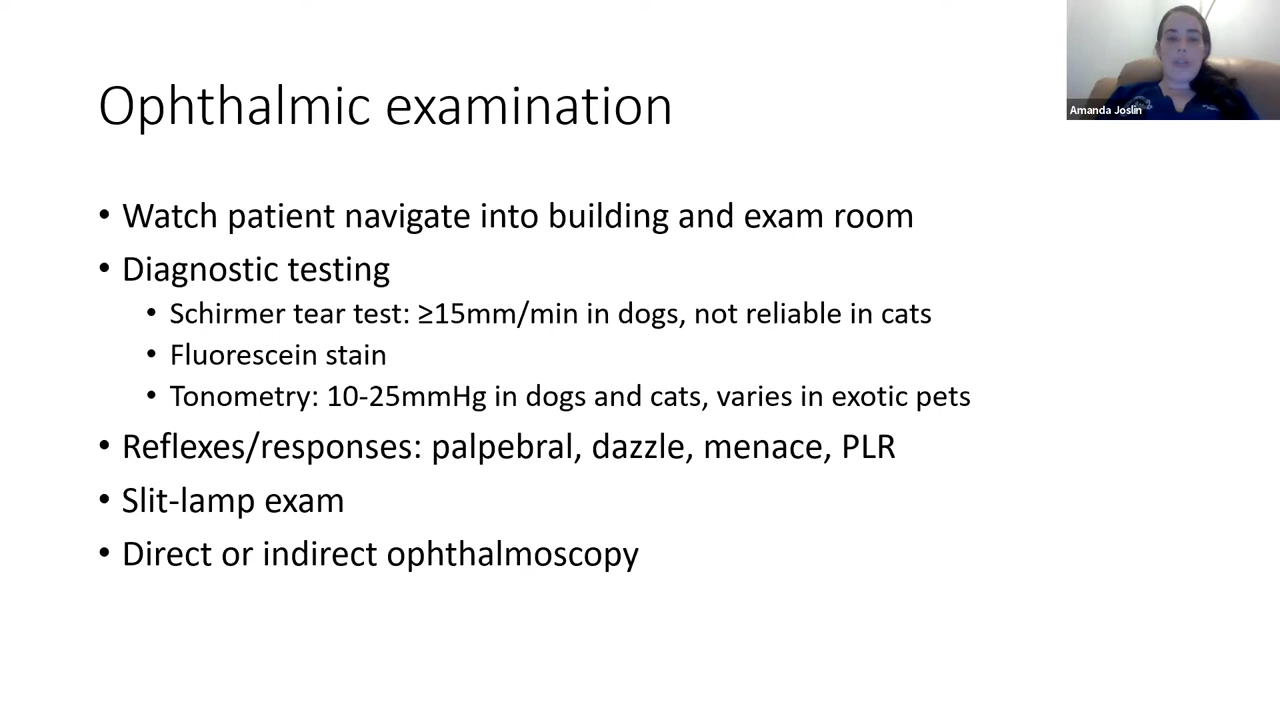 Ophthalmic examination
Amanda Joslin
• Watch patient navigate into building and exam room
• Diagnostic testing
• Schirmer tear test: ≥15mm/min in dogs, not reliable in cats
• Fluorescein stain
• Tonometry: 10-25mmHg in dogs and cats, varies in exotic pets
• Reflexes/responses: palpebral, dazzle, menace, PLR
• Slit-lamp exam
• Direct or indirect ophthalmoscopy